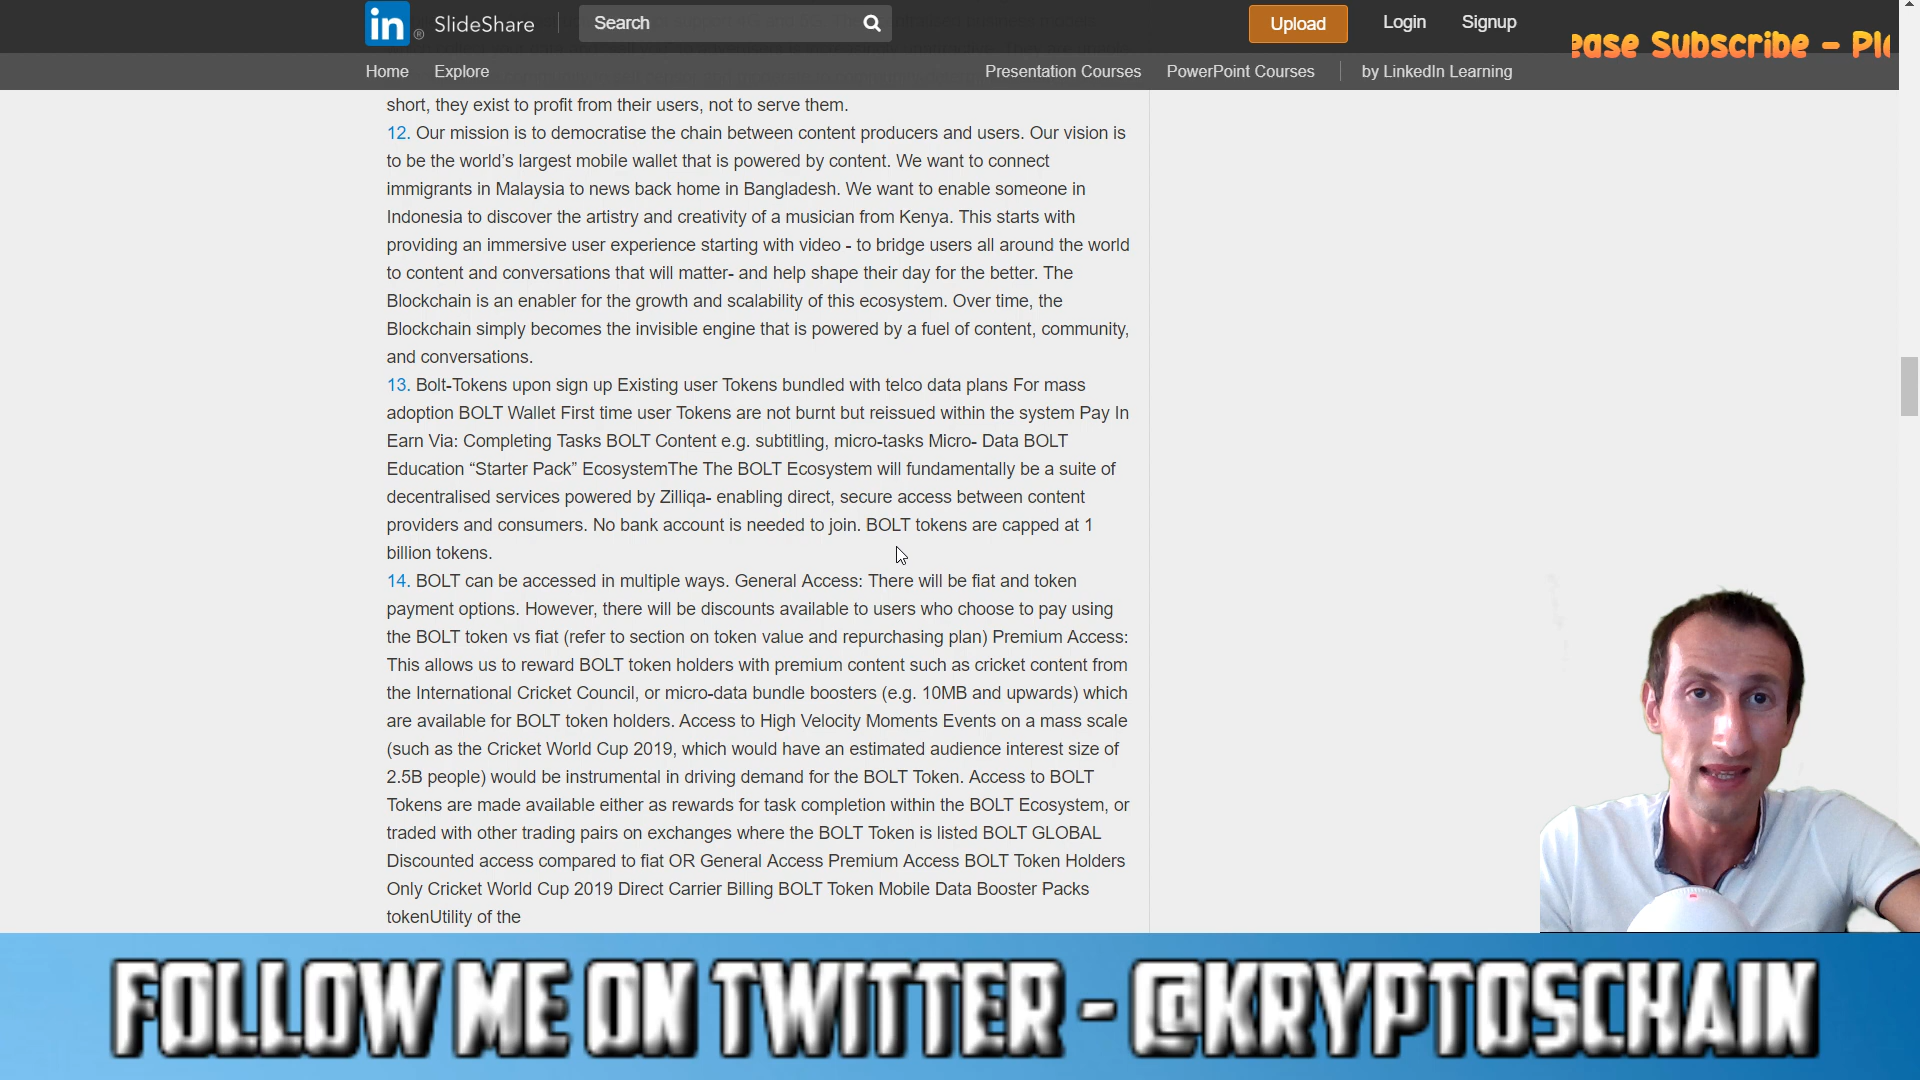 in® SlideShare Search Upload Login Signup
ease Subscribe - Pl
Home Explore Presentation Courses PowerPoint Courses by LinkedIn Learning
short, they exist to profit from their users, not to serve them.
12. Our mission is to democratise the chain between content producers and users. Our vision is
to be the world's largest mobile wallet that is powered by content. We want to connect
immigrants in Malaysia to news back home in Bangladesh. We want to enable someone in
Indonesia to discover the artistry and creativity of a musician from Kenya. This starts with
providing an immersive user experience starting with video - to bridge users all around the world
to content and conversations that will matter- and help shape their day for the better. The
Blockchain is an enabler for the growth and scalability of this ecosystem. Over time, the
Blockchain simply becomes the invisible engine that is powered by a fuel of content, community,
and conversations.
13. Bolt-Tokens upon sign up Existing user Tokens bundled with telco data plans For mass
adoption BOLT Wallet First time user Tokens are not burnt but reissued within the system Pay In
Earn Via: Completing Tasks BOLT Content e.g. subtitling, micro-tasks Micro- Data BOLT
Education “Starter Pack” EcosystemThe The BOLT Ecosystem will fundamentally be a suite of
decentralised services powered by Zilliqa- enabling direct, secure access between content
providers and consumers. No bank account is needed to join. BOLT tokens are capped at 1
billion tokens.
14. BOLT can be accessed in multiple ways. General Access: There will be fiat and token
payment options. However, there will be discounts available to users who choose to pay using
the BOLT token vs fiat (refer to section on token value and repurchasing plan) Premium Access:
This allows us to reward BOLT token holders with premium content such as cricket content from
the International Cricket Council, or micro-data bundle boosters (e.g. 10MB and upwards) which
are available for BOLT token holders. Access to High Velocity Moments Events on a mass scale
(such as the Cricket World Cup 2019, which would have an estimated audience interest size of
2.5B people) would be instrumental in driving demand for the BOLT Token. Access to BOLT
Tokens are made available either as rewards for task completion within the BOLT Ecosystem, or
traded with other trading pairs on exchanges where the BOLT Token is listed BOLT GLOBAL
Discounted access compared to fiat OR General Access Premium Access BOLT Token Holders
Only Cricket World Cup 2019 Direct Carrier Billing BOLT Token Mobile Data Booster Packs
tokenUtility of the
FOLLOW ME ON TWITTER - @KRYPTOSCHAIN